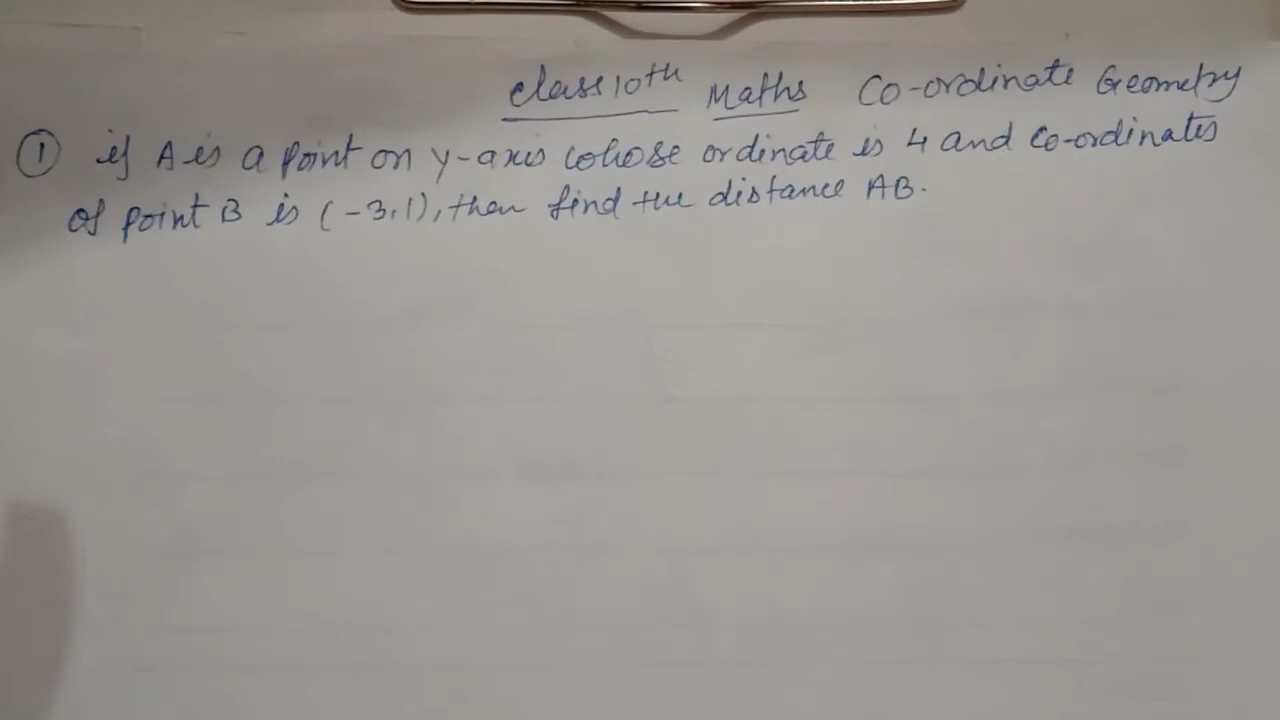 class 10th Maths Co-ordinate Geometry
① if A is a point on y-axis whose ordinate is 4 and Co-ordinates
of point B is (-3,1), then find the distance AB.